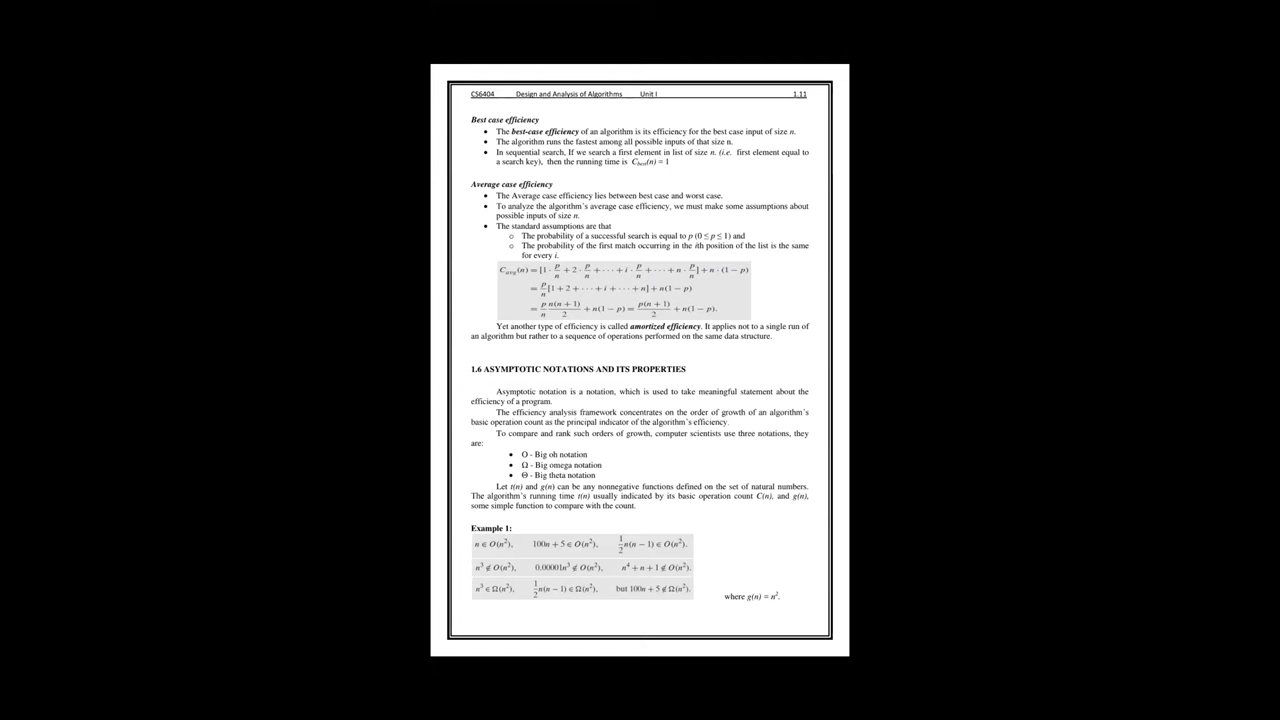 CS6404 Design and Analysis of Algorithms Unit I 1.11
Best case efficiency
• The best-case efficiency of an algorithm is its efficiency for the best case input of size n.
• The algorithm runs the fastest among all possible inputs of that size n.
• In sequential search, If we search a first element in list of size n. (i.e. first element equal to
a search key), then the running time is Cbest(n) = 1
Average case efficiency
• The Average case efficiency lies between best case and worst case.
• To analyze the algorithm's average case efficiency, we must make some assumptions about
possible inputs of size n.
• The standard assumptions are that
o The probability of a successful search is equal to p (0 ≤ p ≤ 1) and
o The probability of the first match occurring in the ith position of the list is the same
for every i.
Cavg(n) = [1 · p/n + 2 · p/n + · · · + i · p/n + · · · + n · p/n] + n · (1 − p)
= p/n [1 + 2 + · · · + i + · · · + n] + n(1 − p)
= p/n n(n + 1)/2 + n(1 − p) = p(n + 1)/2 + n(1 − p).
Yet another type of efficiency is called amortized efficiency. It applies not to a single run of
an algorithm but rather to a sequence of operations performed on the same data structure.
1.6 ASYMPTOTIC NOTATIONS AND ITS PROPERTIES
Asymptotic notation is a notation, which is used to take meaningful statement about the
efficiency of a program.
The efficiency analysis framework concentrates on the order of growth of an algorithm's
basic operation count as the principal indicator of the algorithm's efficiency.
To compare and rank such orders of growth, computer scientists use three notations, they
are:
• O - Big oh notation
• Ω - Big omega notation
• Θ - Big theta notation
Let t(n) and g(n) can be any nonnegative functions defined on the set of natural numbers.
The algorithm's running time t(n) usually indicated by its basic operation count C(n), and g(n),
some simple function to compare with the count.
Example 1:
n ∈ O(n²), 100n + 5 ∈ O(n²), 1/2 n(n − 1) ∈ O(n²).
n³ ∉ O(n²), 0.00001n³ ∉ O(n²), n⁴ + n + 1 ∉ O(n²).
n³ ∈ Ω(n²), 1/2 n(n − 1) ∈ Ω(n²), but 100n + 5 ∉ Ω(n²).
where g(n) = n².